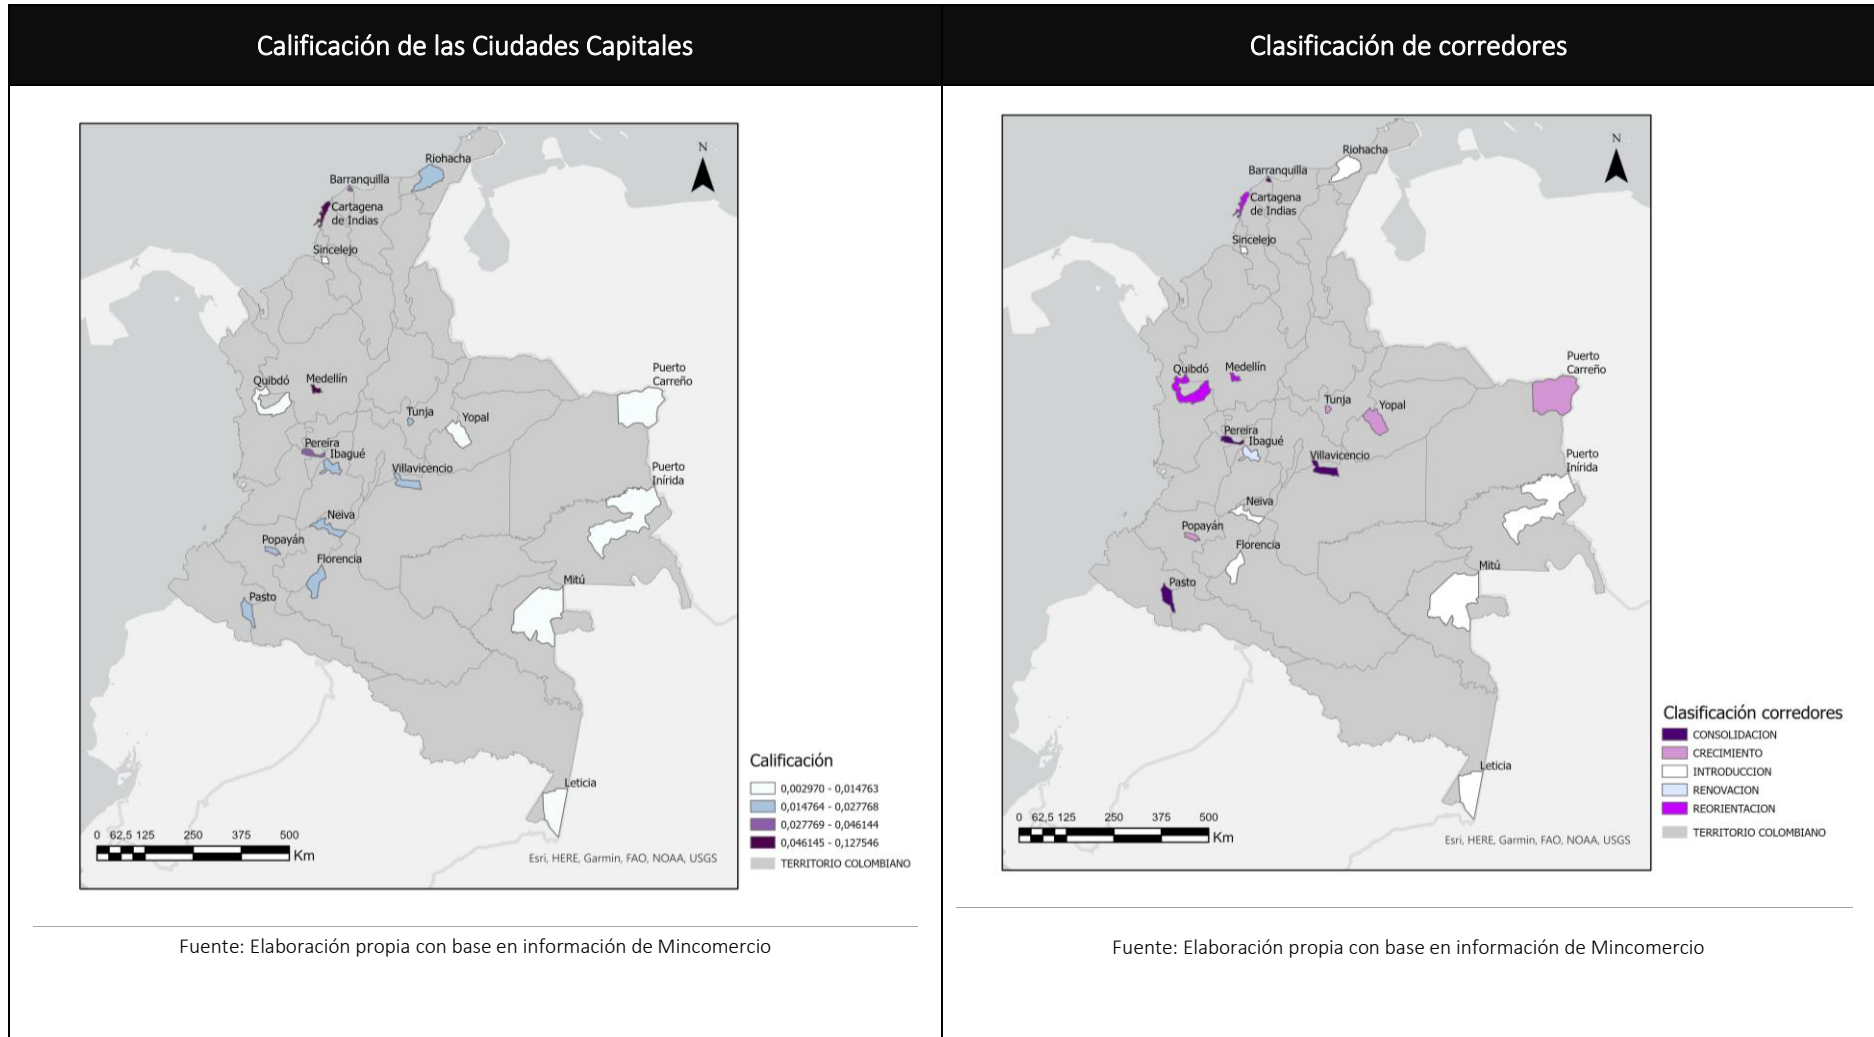 Calificación de las Ciudades Capitales
N
Riohacha
Barranquilla
Cartagena
de Indias
Sincelejo
Puerto
Carreño
Quibdó
Medellín
Tunja
Yopal
Pereira
Ibagué
Villavicencio
Puerto
Inírida
Neiva
Popayán
Florencia
Mitú
Pasto
Leticia
Calificación
0,002970 - 0,014763
0,014764 - 0,027768
0,027769 - 0,046144
0,046145 - 0,127546
TERRITORIO COLOMBIANO
0 62,5 125 250 375 500
Km
Esri, HERE, Garmin, FAO, NOAA, USGS
Fuente: Elaboración propia con base en información de Mincomercio
Clasificación de corredores
N
Riohacha
Barranquilla
Cartagena
de Indias
Sincelejo
Puerto
Carreño
Quibdó
Medellín
Tunja
Yopal
Pereira
Ibagué
Villavicencio
Puerto
Inírida
Neiva
Popayán
Florencia
Mitú
Pasto
Leticia
Clasificación corredores
CONSOLIDACION
CRECIMIENTO
INTRODUCCION
RENOVACION
REORIENTACION
TERRITORIO COLOMBIANO
0 62,5 125 250 375 500
Km
Esri, HERE, Garmin, FAO, NOAA, USGS
Fuente: Elaboración propia con base en información de Mincomercio